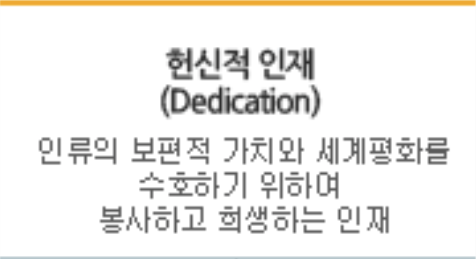 헌신적 인재
(Dedication)
인류의 보편적 가치와 세계평화를
수호하기 위하여
봉사하고 희생하는 인재